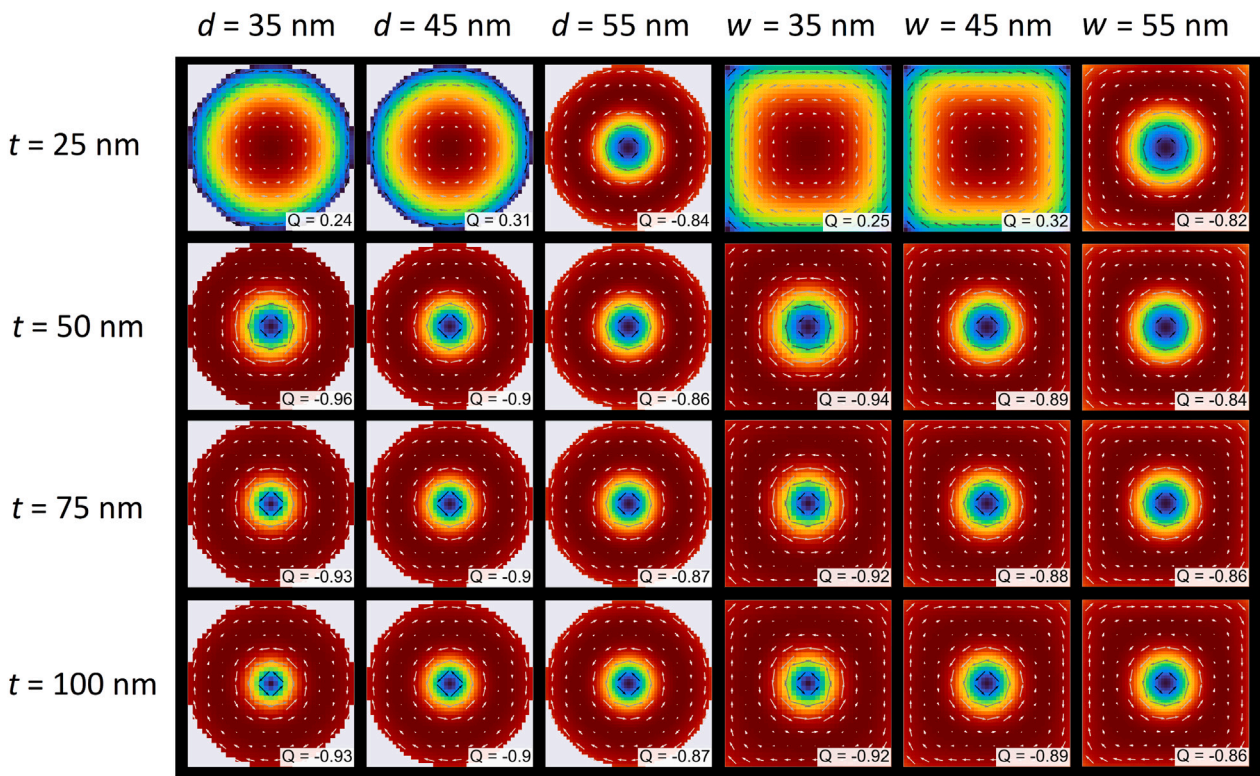 d = 35 nm d = 45 nm d = 55 nm w = 35 nm w = 45 nm w = 55 nm
t = 25 nm
Q = 0.24 Q = 0.31 Q = -0.84 Q = 0.25 Q = 0.32 Q = -0.82
t = 50 nm
Q = -0.96 Q = -0.9 Q = -0.86 Q = -0.94 Q = -0.89 Q = -0.84
t = 75 nm
Q = -0.93 Q = -0.9 Q = -0.87 Q = -0.92 Q = -0.88 Q = -0.86
t = 100 nm
Q = -0.93 Q = -0.9 Q = -0.87 Q = -0.92 Q = -0.89 Q = -0.86